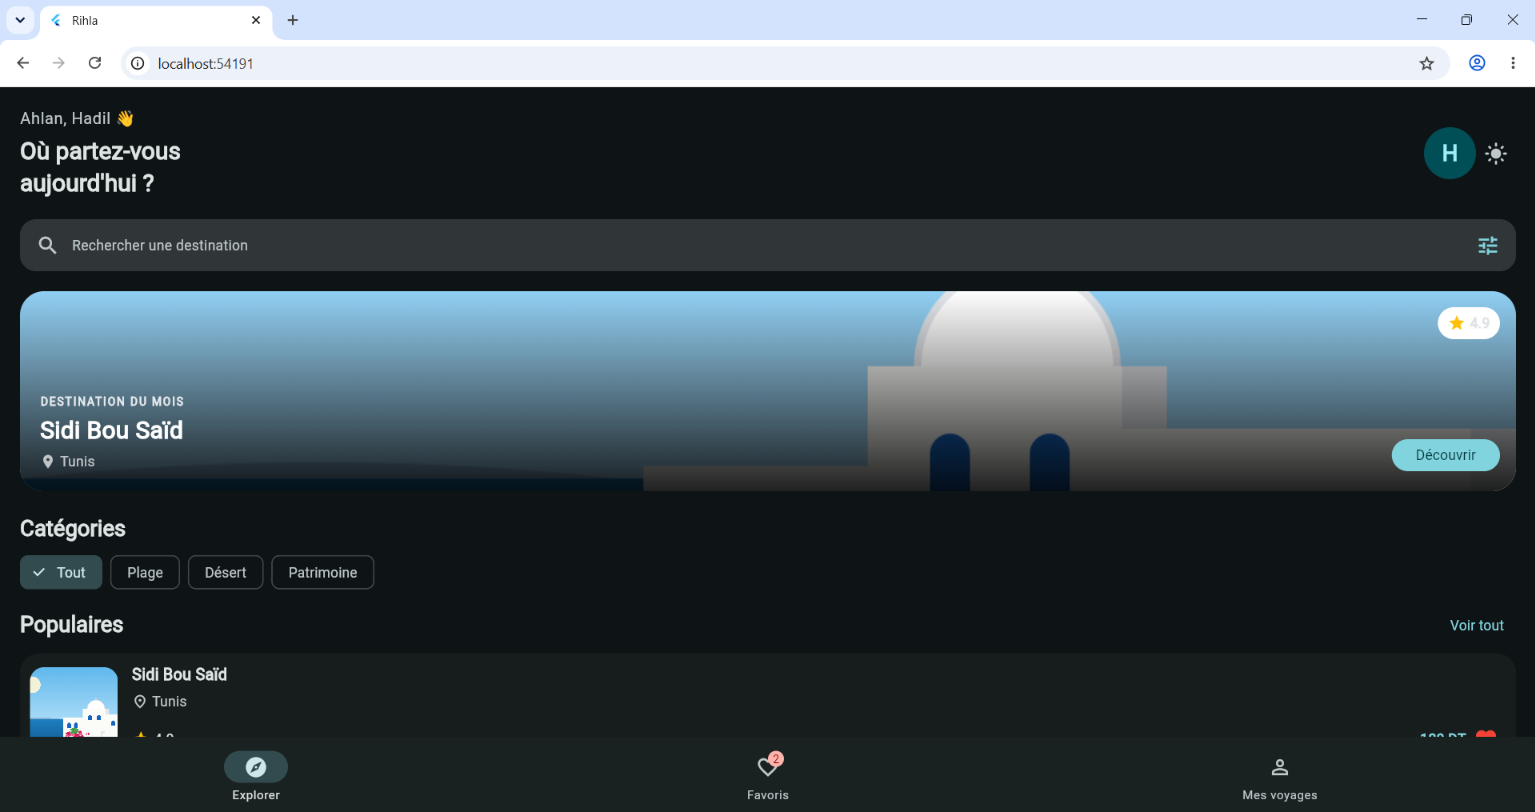 Rihla
localhost:54191
Ahlan, Hadil 👋
Où partez-vous
aujourd'hui ?
H
Rechercher une destination
4.9
DESTINATION DU MOIS
Sidi Bou Saïd
Tunis
Découvrir
Catégories
Tout
Plage
Désert
Patrimoine
Populaires
Voir tout
Sidi Bou Saïd
Tunis
2
Explorer
Favoris
Mes voyages